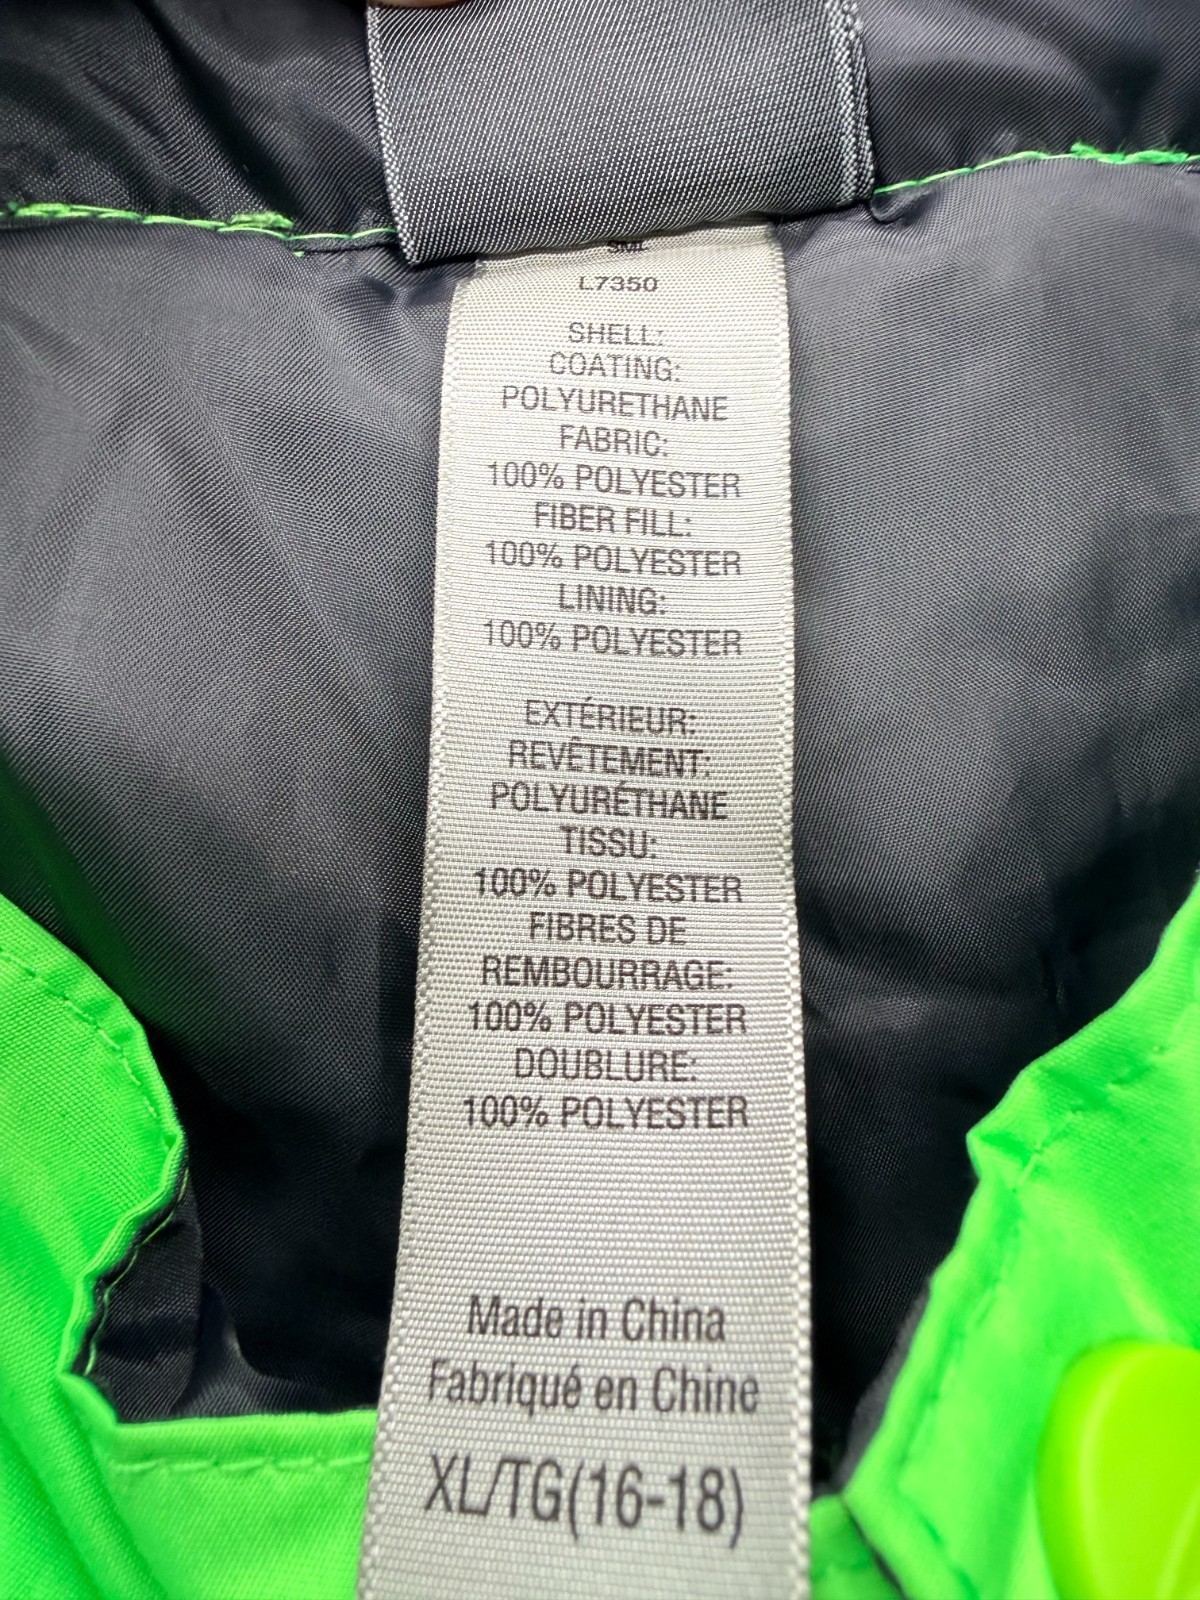 L7350
SHELL:
COATING:
POLYURETHANE
FABRIC:
100% POLYESTER
FIBER FILL:
100% POLYESTER
LINING:
100% POLYESTER
EXTÉRIEUR:
REVÊTEMENT:
POLYURÉTHANE
TISSU:
100% POLYESTER
FIBRES DE
REMBOURRAGE:
100% POLYESTER
DOUBLURE:
100% POLYESTER
Made in China
Fabriqué en Chine
XL/TG(16-18)